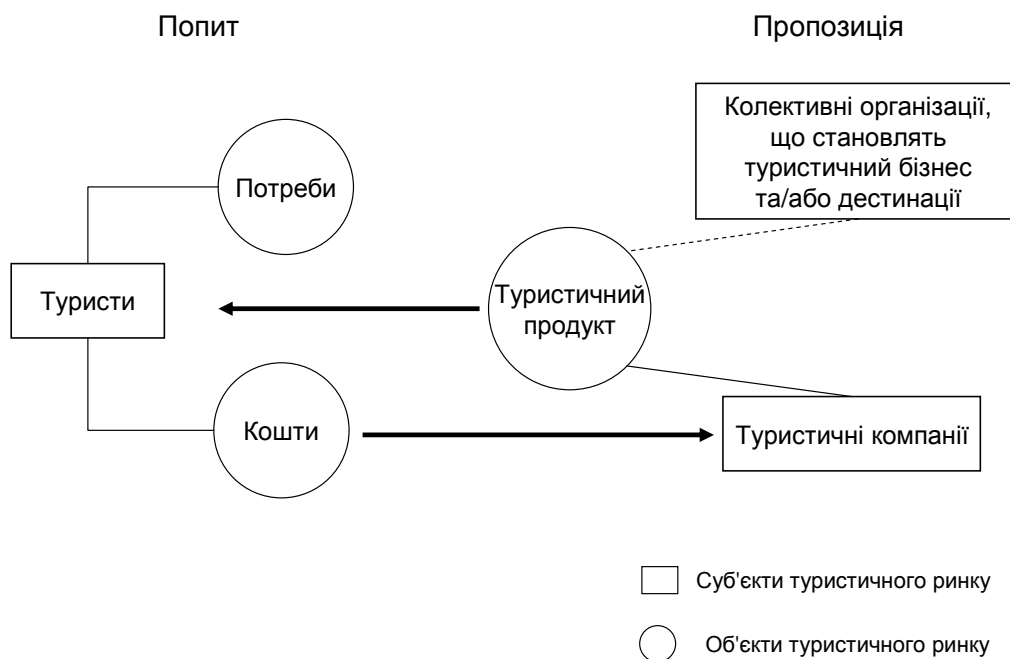 Попит
Пропозиція
Колективні організації,
що становлять
туристичний бізнес
та/або дестинації
Потреби
Туристи
Туристичний
продукт
Кошти
Туристичні компанії
Суб'єкти туристичного ринку
Об'єкти туристичного ринку